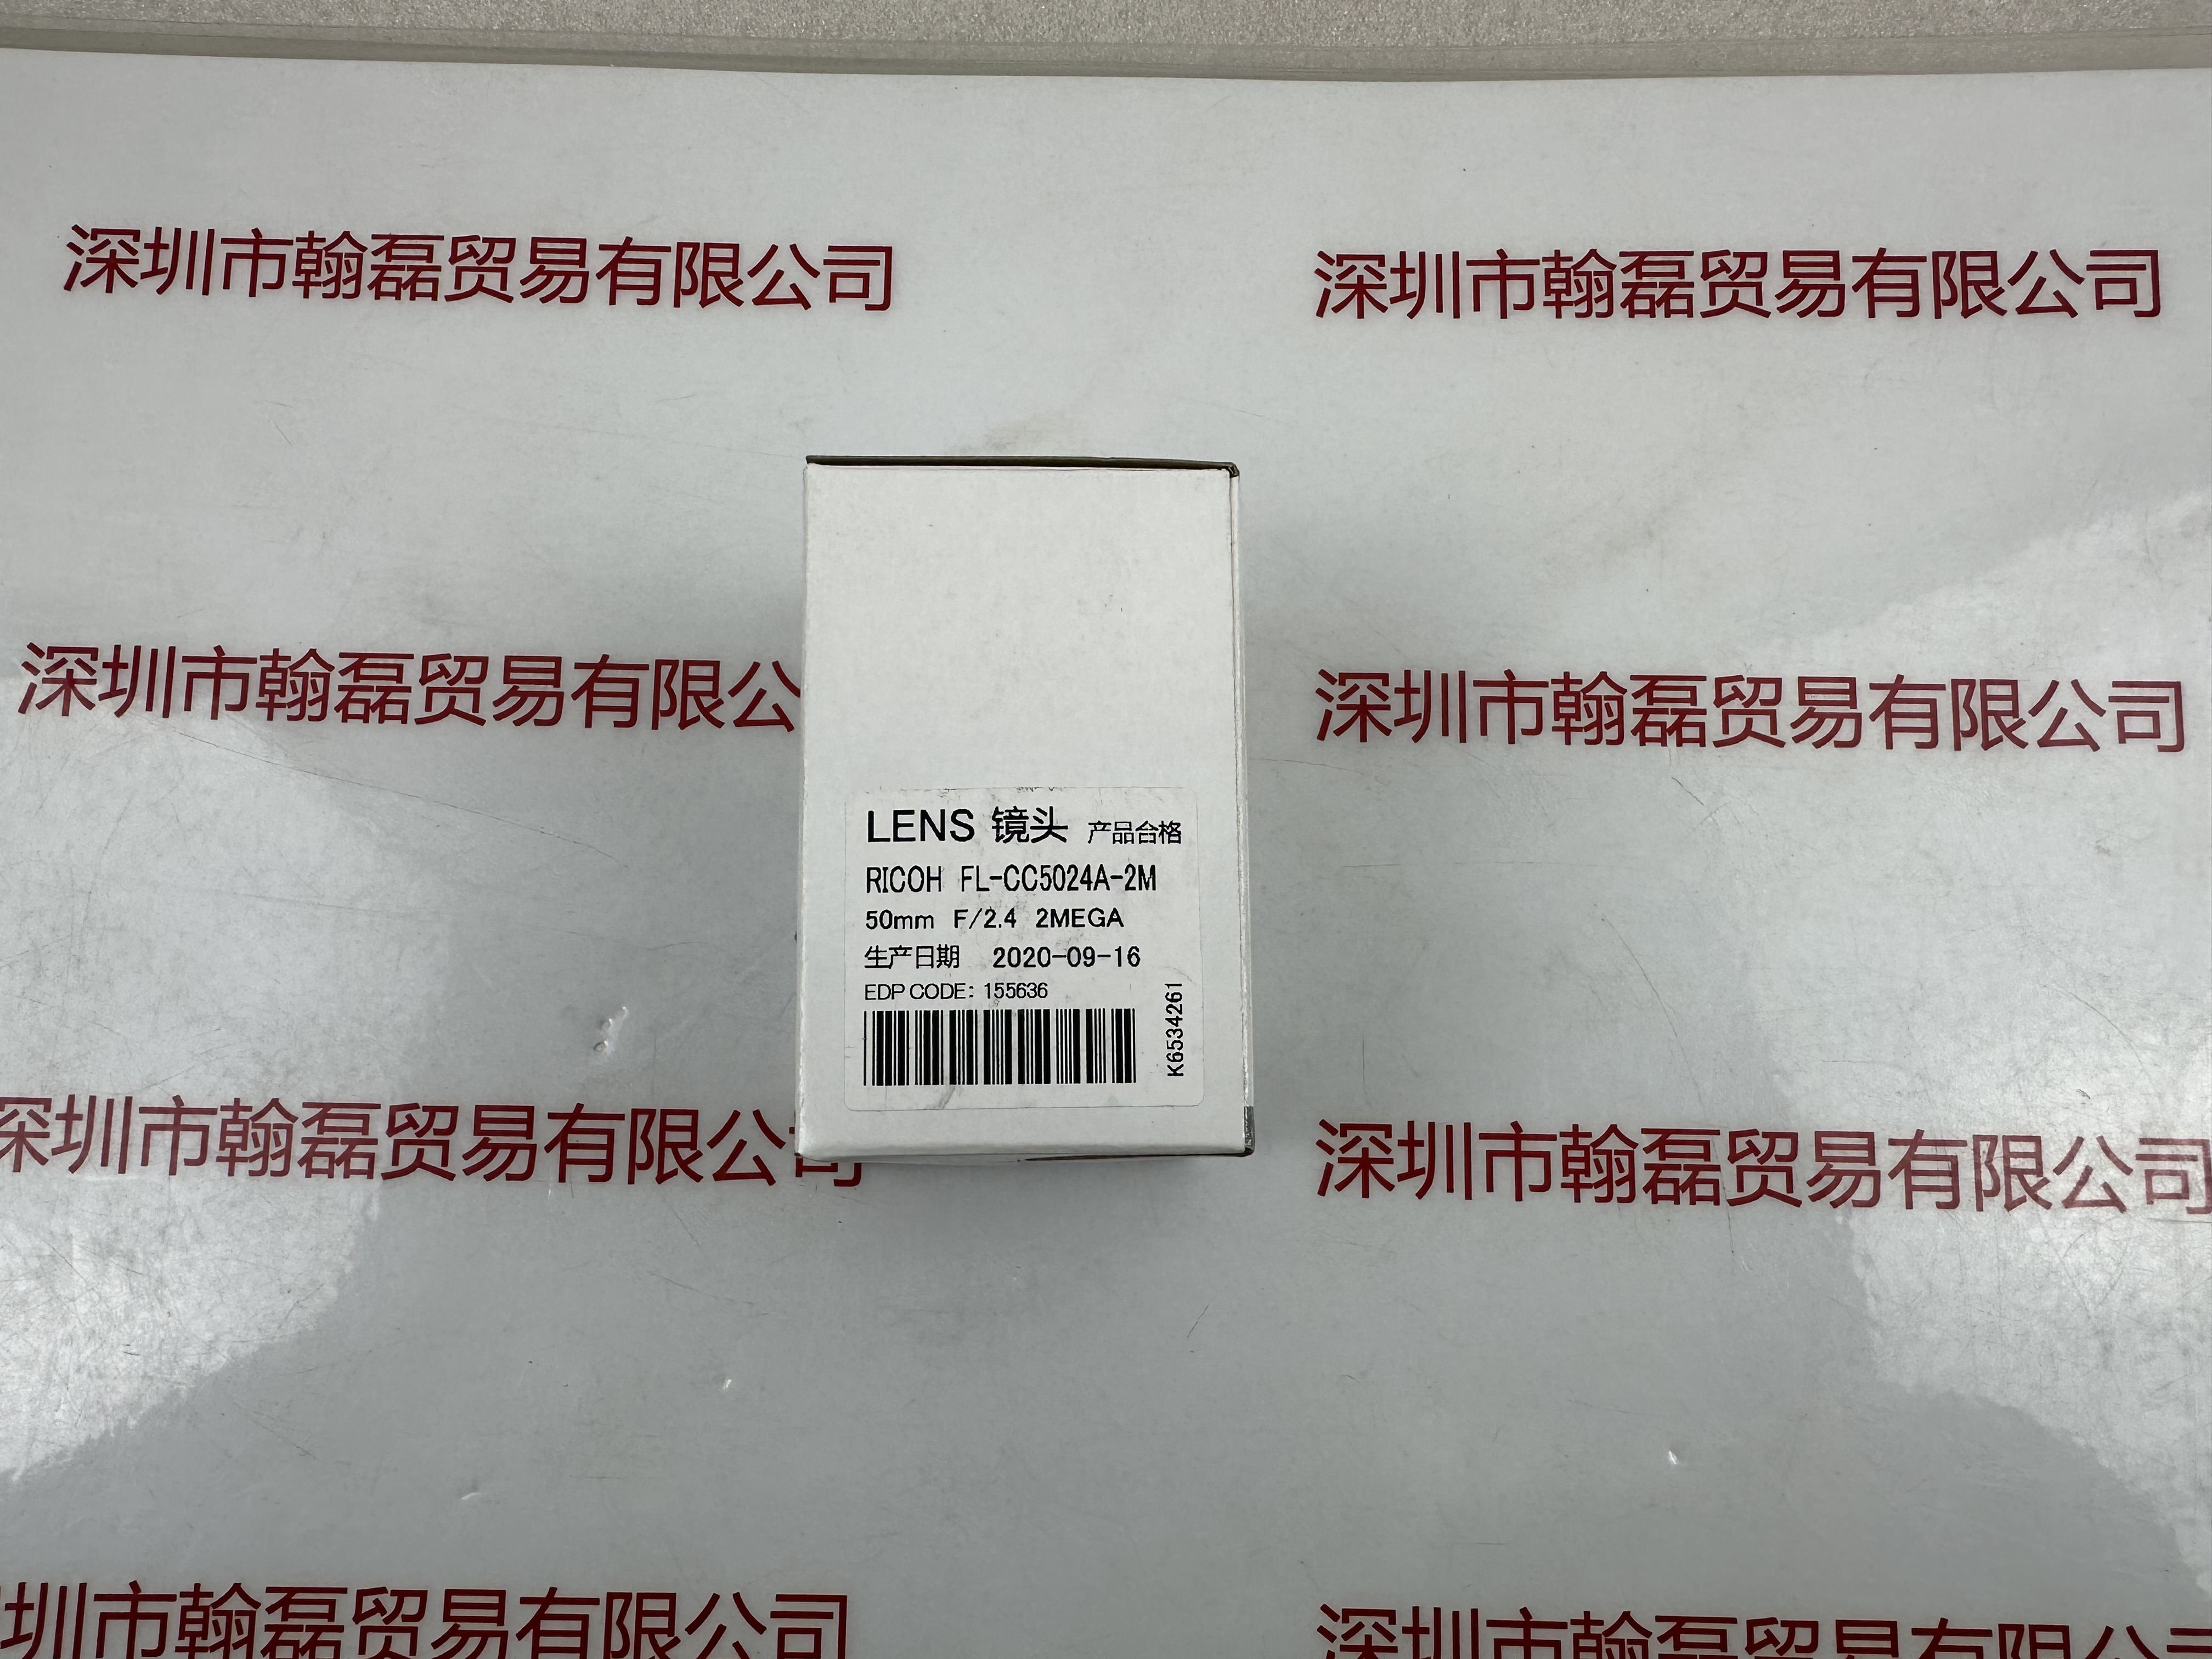 深圳市翰磊贸易有限公司
深圳市翰磊贸易有限公司
深圳市翰磊贸易有限公
深圳市翰磊贸易有限公司
LENS 镜头 产品合格
RICOH FL-CC5024A-2M
50mm F/2.4 2MEGA
生产日期 2020-09-16
EDP CODE: 155636
K6534261
深圳市翰磊贸易有限公司
深圳市翰磊贸易有限公司
圳市翰磊贸易有限公司
深圳市翰磊贸易有限公司